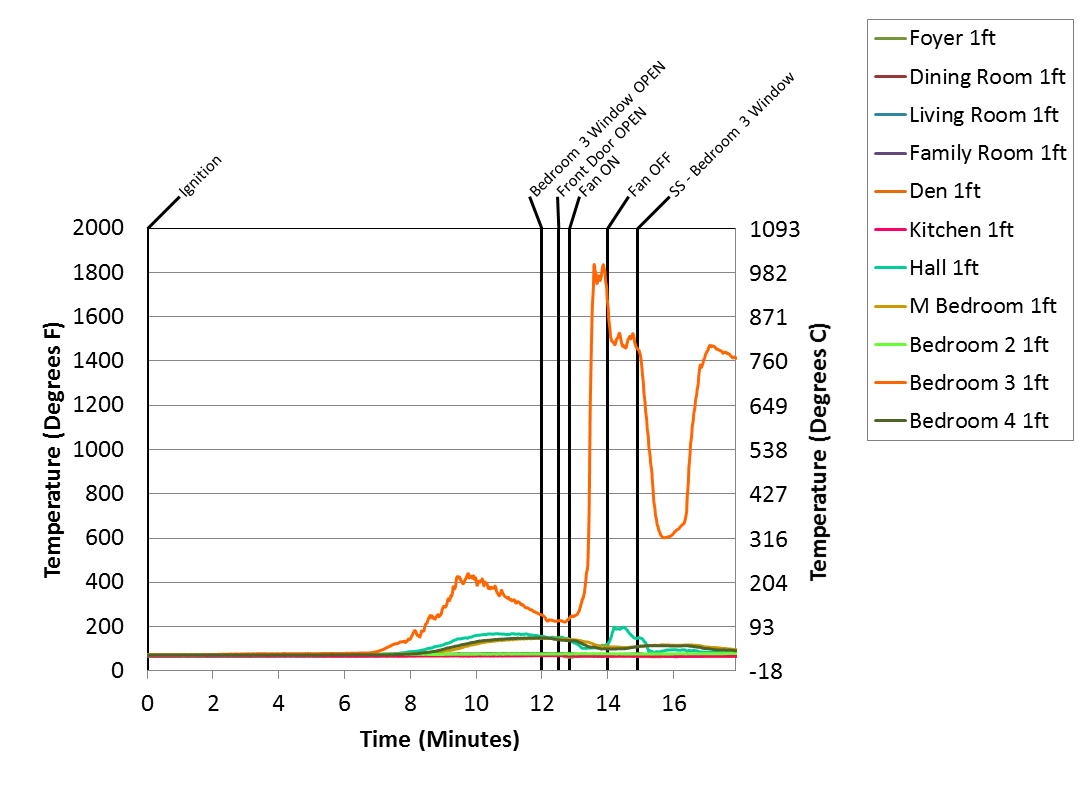 Ignition
Bedroom 3 Window OPEN
Front Door OPEN
Fan ON
Fan OFF
SS - Bedroom 3 Window
Temperature (Degrees F)
2000
1800
1600
1400
1200
1000
800
600
400
200
0
0 2 4 6 8 10 12 14 16
Time (Minutes)
1093
982
871
760
649
538
427
316
204
93
-18
Temperature (Degrees C)
Foyer 1ft
Dining Room 1ft
Living Room 1ft
Family Room 1ft
Den 1ft
Kitchen 1ft
Hall 1ft
M Bedroom 1ft
Bedroom 2 1ft
Bedroom 3 1ft
Bedroom 4 1ft